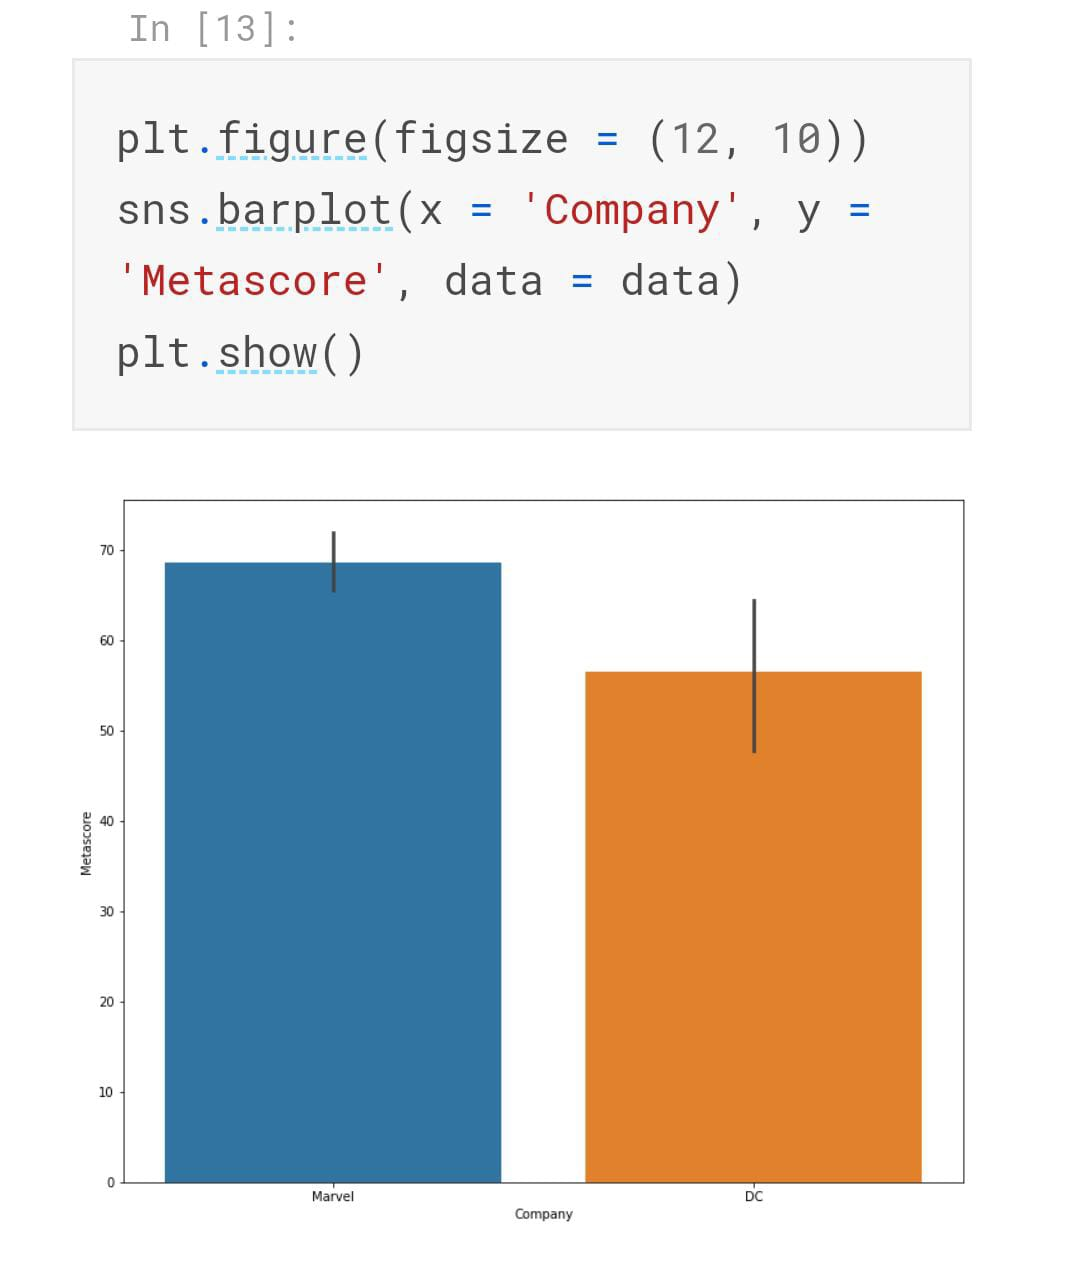 In [13]:
plt.figure(figsize = (12, 10))
sns.barplot(x = 'Company', y =
'Metascore', data = data)
plt.show()
70
60
50
40
30
20
10
0
Metascore
Marvel DC
Company